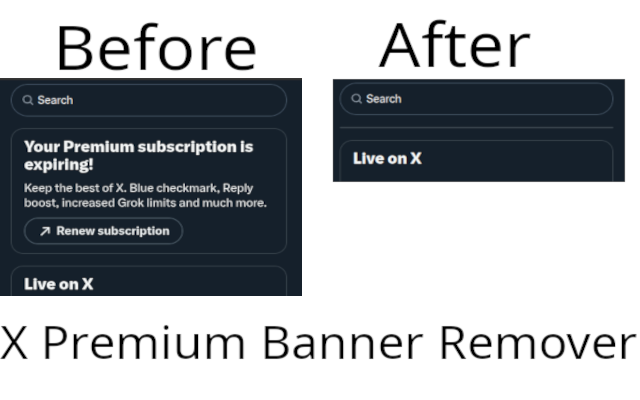 Before
After
Search
Your Premium subscription is
expiring!
Keep the best of X. Blue checkmark, Reply
boost, increased Grok limits and much more.
Renew subscription
Live on X
Search
Live on X
X Premium Banner Remover